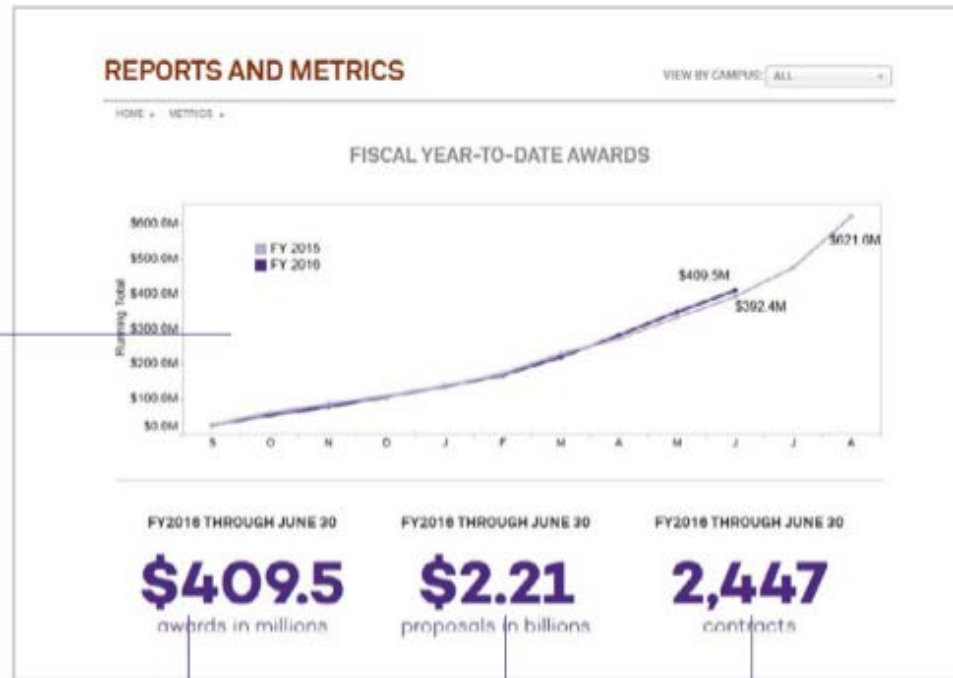 REPORTS AND METRICS
VIEW BY CAMPUS: ALL
HOME METRICS
FISCAL YEAR-TO-DATE AWARDS
Running Total
$600.0M
$500.0M
$400.0M
$300.0M
$200.0M
$100.0M
$0.0M
FY 2015
FY 2016
$409.5M
$392.4M
$621.0M
S O N D J F M A M J J A
FY2016 THROUGH JUNE 30 FY2016 THROUGH JUNE 30 FY2016 THROUGH JUNE 30
$409.5 $2.21 2,447
awards in millions proposals in billions contracts